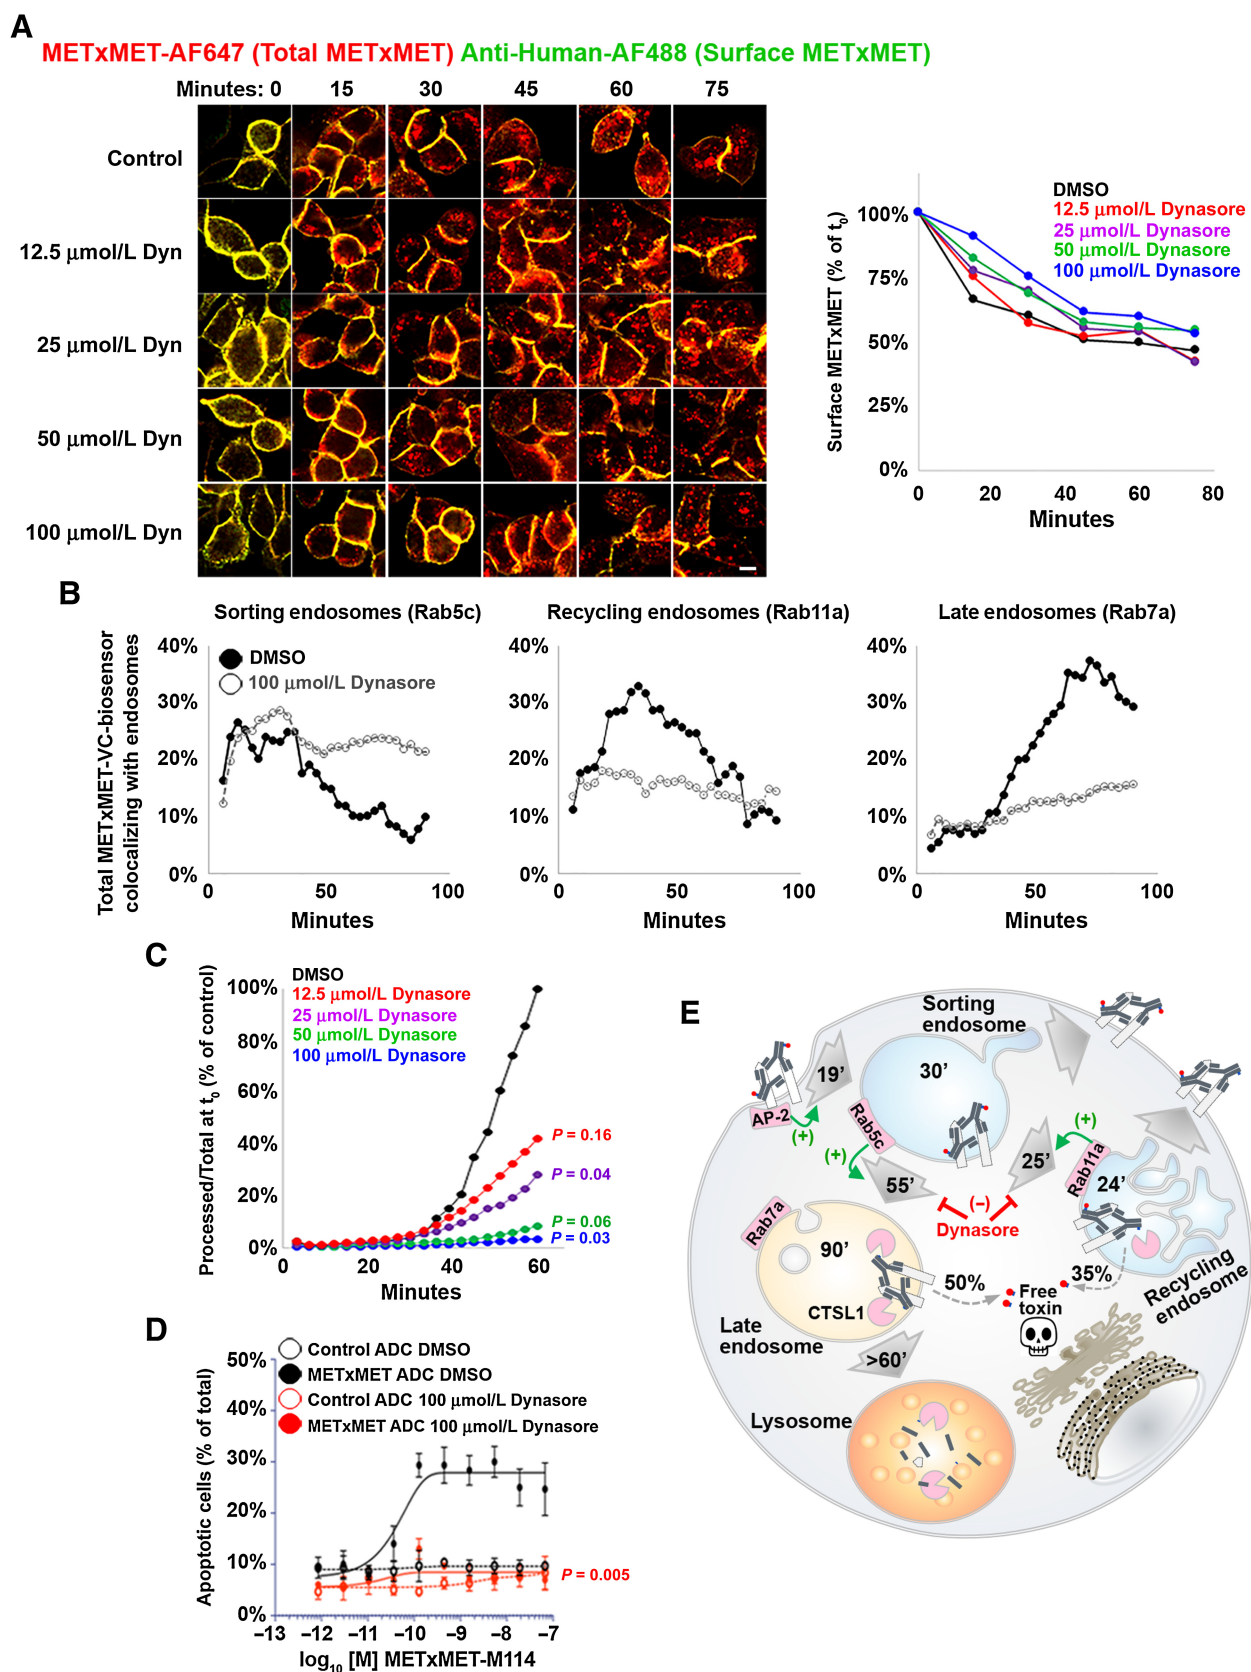 A
METxMET-AF647 (Total METxMET) Anti-Human-AF488 (Surface METxMET)
Minutes: 0 15 30 45 60 75
Control
12.5 μmol/L Dyn
25 μmol/L Dyn
50 μmol/L Dyn
100 μmol/L Dyn
DMSO
12.5 μmol/L Dynasore
25 μmol/L Dynasore
50 μmol/L Dynasore
100 μmol/L Dynasore
Surface METxMET (% of t0)
100%
75%
50%
25%
0%
0 20 40 60 80
Minutes
B
Total METxMET-VC-biosensor
colocalizing with endosomes
Sorting endosomes (Rab5c)
40%
30%
20%
10%
0%
DMSO
100 μmol/L Dynasore
0 50 100
Minutes
Recycling endosomes (Rab11a)
40%
30%
20%
10%
0%
0 50 100
Minutes
Late endosomes (Rab7a)
40%
30%
20%
10%
0%
0 50 100
Minutes
C
Processed/Total at t0 (% of control)
100%
80%
60%
40%
20%
0%
DMSO
12.5 μmol/L Dynasore
25 μmol/L Dynasore
50 μmol/L Dynasore
100 μmol/L Dynasore
P = 0.16
P = 0.04
P = 0.06
P = 0.03
0 20 40 60
Minutes
D
Control ADC DMSO
METxMET ADC DMSO
Control ADC 100 μmol/L Dynasore
METxMET ADC 100 μmol/L Dynasore
Apoptotic cells (% of total)
50%
40%
30%
20%
10%
0%
P = 0.005
−13 −12 −11 −10 −9 −8 −7
log10 [M] METxMET-M114
E
Sorting
endosome
30’
19’
AP-2
(+)
Rab5c
(+)
55’
25’
(+)
Rab11a
24’
(−)
Dynasore
Rab7a
90’
CTSL1
50%
35%
Free
toxin
Recycling
endosome
Late
endosome
>60’
Lysosome